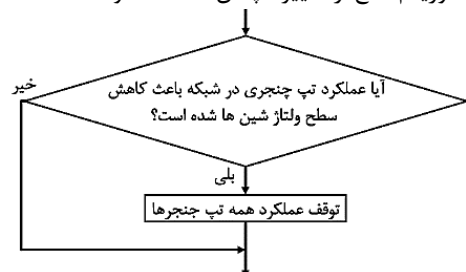 آیا عملکرد تپ چنجری در شبکه باعث کاهش
سطح ولتاژ شین ها شده است؟
خیر
بلی
توقف عملکرد همه تپ جنجرها